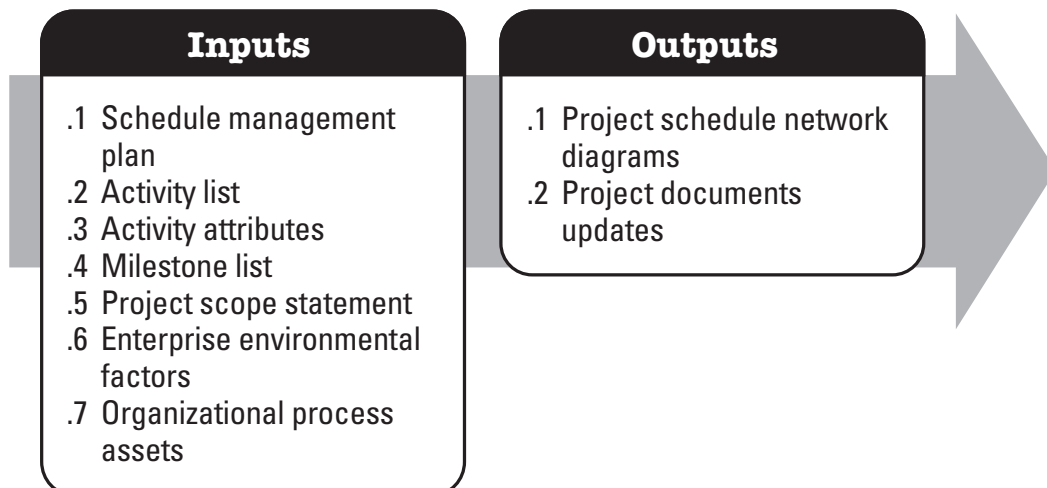 Inputs
.1 Schedule management
plan
.2 Activity list
.3 Activity attributes
.4 Milestone list
.5 Project scope statement
.6 Enterprise environmental
factors
.7 Organizational process
assets
Outputs
.1 Project schedule network
diagrams
.2 Project documents
updates